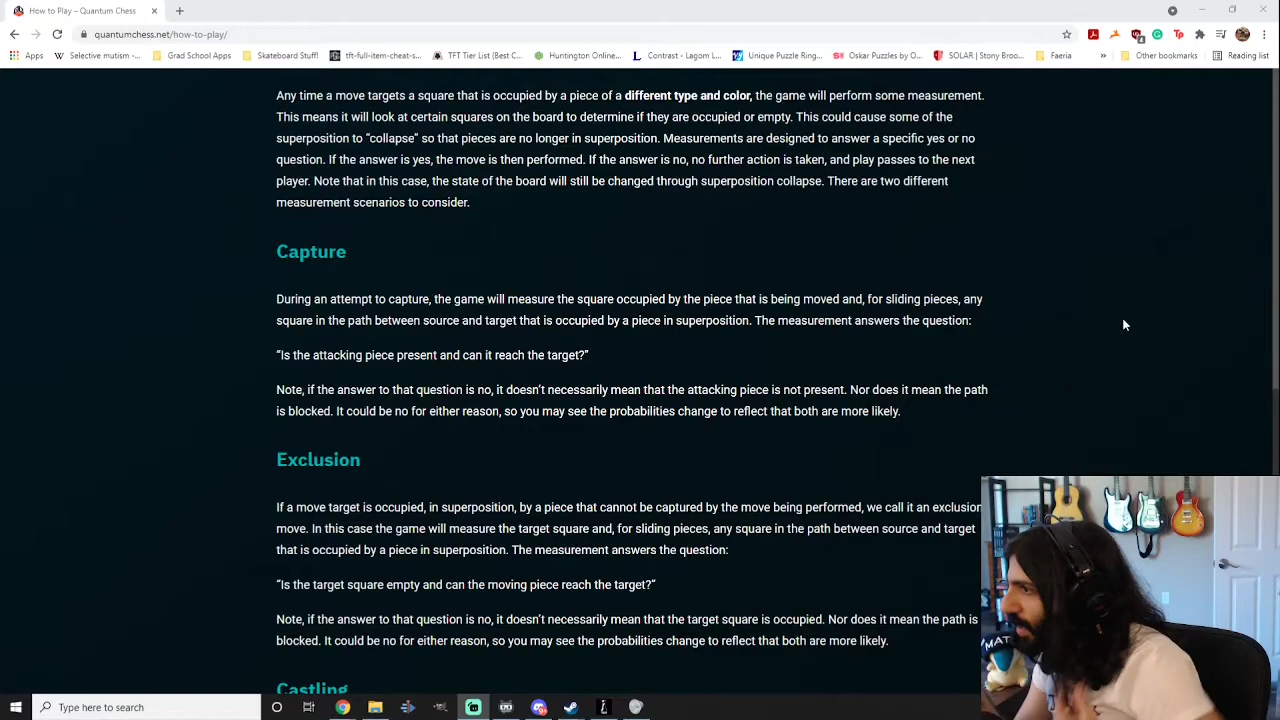 How to Play – Quantum Chess
quantumchess.net/how-to-play/
Apps
Selective mutism -...
Grad School Apps
Skateboard Stuff!
tft-full-item-cheat-s...
TFT Tier List (Best C...
Huntington Online...
Contrast - Lagom L...
Unique Puzzle Ring...
Oskar Puzzles by O...
SOLAR | Stony Broo...
Faeria
»
Other bookmarks
Reading list
Any time a move targets a square that is occupied by a piece of a different type and color, the game will perform some measurement.
This means it will look at certain squares on the board to determine if they are occupied or empty. This could cause some of the
superposition to “collapse” so that pieces are no longer in superposition. Measurements are designed to answer a specific yes or no
question. If the answer is yes, the move is then performed. If the answer is no, no further action is taken, and play passes to the next
player. Note that in this case, the state of the board will still be changed through superposition collapse. There are two different
measurement scenarios to consider.
Capture
During an attempt to capture, the game will measure the square occupied by the piece that is being moved and, for sliding pieces, any
square in the path between source and target that is occupied by a piece in superposition. The measurement answers the question:
“Is the attacking piece present and can it reach the target?”
Note, if the answer to that question is no, it doesn’t necessarily mean that the attacking piece is not present. Nor does it mean the path
is blocked. It could be no for either reason, so you may see the probabilities change to reflect that both are more likely.
Exclusion
If a move target is occupied, in superposition, by a piece that cannot be captured by the move being performed, we call it an exclusion
move. In this case the game will measure the target square and, for sliding pieces, any square in the path between source and target
that is occupied by a piece in superposition. The measurement answers the question:
“Is the target square empty and can the moving piece reach the target?”
Note, if the answer to that question is no, it doesn’t necessarily mean that the target square is occupied. Nor does it mean the path is
blocked. It could be no for either reason, so you may see the probabilities change to reflect that both are more likely.
Castling
MAT
Type here to search